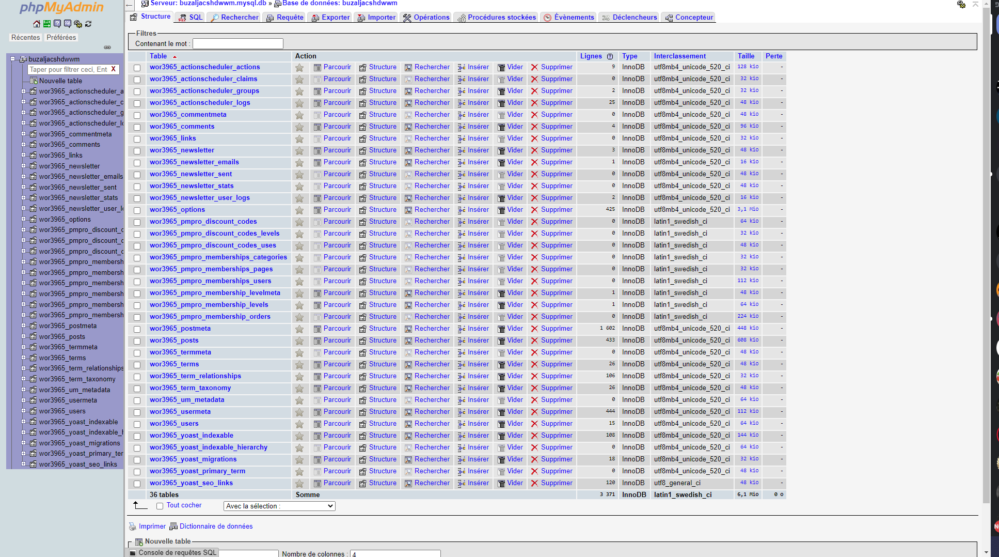 phpMyAdmin
Récentes Préférées
buzaljacshdwwm
Taper pour filtrer ceci, Ent X
Nouvelle table
wor3965_actionscheduler_a
wor3965_actionscheduler_c
wor3965_actionscheduler_g
wor3965_actionscheduler_lo
wor3965_commentmeta
wor3965_comments
wor3965_links
wor3965_newsletter
wor3965_newsletter_emails
wor3965_newsletter_sent
wor3965_newsletter_stats
wor3965_newsletter_user_lo
wor3965_options
wor3965_pmpro_discount_c
wor3965_pmpro_discount_c
wor3965_pmpro_discount_c
wor3965_pmpro_membersh
wor3965_pmpro_membersh
wor3965_pmpro_membersh
wor3965_pmpro_membersh
wor3965_pmpro_membersh
wor3965_pmpro_membersh
wor3965_postmeta
wor3965_posts
wor3965_termmeta
wor3965_terms
wor3965_term_relationships
wor3965_term_taxonomy
wor3965_um_metadata
wor3965_usermeta
wor3965_users
wor3965_yoast_indexable
wor3965_yoast_indexable_h
wor3965_yoast_migrations
wor3965_yoast_primary_ter
wor3965_yoast_seo_links
Serveur: buzaljacshdwwm.mysql.db » Base de données: buzaljacshdwwm
Structure SQL Rechercher Requête Exporter Importer Opérations Procédures stockées Évènements Déclencheurs Concepteur
Filtres
Contenant le mot :
Table Action Lignes Type Interclassement Taille Perte
wor3965_actionscheduler_actions Parcourir Structure Rechercher Insérer Vider Supprimer 9 InnoDB utf8mb4_unicode_520_ci 128 kio -
wor3965_actionscheduler_claims Parcourir Structure Rechercher Insérer Vider Supprimer 0 InnoDB utf8mb4_unicode_520_ci 32 kio -
wor3965_actionscheduler_groups Parcourir Structure Rechercher Insérer Vider Supprimer 2 InnoDB utf8mb4_unicode_520_ci 32 kio -
wor3965_actionscheduler_logs Parcourir Structure Rechercher Insérer Vider Supprimer 25 InnoDB utf8mb4_unicode_520_ci 48 kio -
wor3965_commentmeta Parcourir Structure Rechercher Insérer Vider Supprimer 0 InnoDB utf8mb4_unicode_520_ci 48 kio -
wor3965_comments Parcourir Structure Rechercher Insérer Vider Supprimer 4 InnoDB utf8mb4_unicode_520_ci 96 kio -
wor3965_links Parcourir Structure Rechercher Insérer Vider Supprimer 0 InnoDB utf8mb4_unicode_520_ci 32 kio -
wor3965_newsletter Parcourir Structure Rechercher Insérer Vider Supprimer 3 InnoDB utf8mb4_unicode_520_ci 48 kio -
wor3965_newsletter_emails Parcourir Structure Rechercher Insérer Vider Supprimer 1 InnoDB utf8mb4_unicode_520_ci 16 kio -
wor3965_newsletter_sent Parcourir Structure Rechercher Insérer Vider Supprimer 0 InnoDB utf8mb4_unicode_520_ci 48 kio -
wor3965_newsletter_stats Parcourir Structure Rechercher Insérer Vider Supprimer 0 InnoDB utf8mb4_unicode_520_ci 48 kio -
wor3965_newsletter_user_logs Parcourir Structure Rechercher Insérer Vider Supprimer 2 InnoDB utf8mb4_unicode_520_ci 16 kio -
wor3965_options Parcourir Structure Rechercher Insérer Vider Supprimer 425 InnoDB utf8mb4_unicode_520_ci 3,1 Mio -
wor3965_pmpro_discount_codes Parcourir Structure Rechercher Insérer Vider Supprimer 0 InnoDB latin1_swedish_ci 64 kio -
wor3965_pmpro_discount_codes_levels Parcourir Structure Rechercher Insérer Vider Supprimer 0 InnoDB latin1_swedish_ci 32 kio -
wor3965_pmpro_discount_codes_uses Parcourir Structure Rechercher Insérer Vider Supprimer 0 InnoDB latin1_swedish_ci 48 kio -
wor3965_pmpro_memberships_categories Parcourir Structure Rechercher Insérer Vider Supprimer 0 InnoDB latin1_swedish_ci 32 kio -
wor3965_pmpro_memberships_pages Parcourir Structure Rechercher Insérer Vider Supprimer 0 InnoDB latin1_swedish_ci 32 kio -
wor3965_pmpro_memberships_users Parcourir Structure Rechercher Insérer Vider Supprimer 0 InnoDB latin1_swedish_ci 112 kio -
wor3965_pmpro_membership_levelmeta Parcourir Structure Rechercher Insérer Vider Supprimer 1 InnoDB latin1_swedish_ci 48 kio -
wor3965_pmpro_membership_levels Parcourir Structure Rechercher Insérer Vider Supprimer 1 InnoDB latin1_swedish_ci 64 kio -
wor3965_pmpro_membership_orders Parcourir Structure Rechercher Insérer Vider Supprimer 0 InnoDB latin1_swedish_ci 224 kio -
wor3965_postmeta Parcourir Structure Rechercher Insérer Vider Supprimer 1 602 InnoDB utf8mb4_unicode_520_ci 448 kio -
wor3965_posts Parcourir Structure Rechercher Insérer Vider Supprimer 433 InnoDB utf8mb4_unicode_520_ci 608 kio -
wor3965_termmeta Parcourir Structure Rechercher Insérer Vider Supprimer 0 InnoDB utf8mb4_unicode_520_ci 48 kio -
wor3965_terms Parcourir Structure Rechercher Insérer Vider Supprimer 26 InnoDB utf8mb4_unicode_520_ci 48 kio -
wor3965_term_relationships Parcourir Structure Rechercher Insérer Vider Supprimer 106 InnoDB utf8mb4_unicode_520_ci 32 kio -
wor3965_term_taxonomy Parcourir Structure Rechercher Insérer Vider Supprimer 26 InnoDB utf8mb4_unicode_520_ci 48 kio -
wor3965_um_metadata Parcourir Structure Rechercher Insérer Vider Supprimer 0 InnoDB utf8mb4_unicode_520_ci 64 kio -
wor3965_usermeta Parcourir Structure Rechercher Insérer Vider Supprimer 444 InnoDB utf8mb4_unicode_520_ci 112 kio -
wor3965_users Parcourir Structure Rechercher Insérer Vider Supprimer 15 InnoDB utf8mb4_unicode_520_ci 64 kio -
wor3965_yoast_indexable Parcourir Structure Rechercher Insérer Vider Supprimer 108 InnoDB utf8mb4_unicode_520_ci 144 kio -
wor3965_yoast_indexable_hierarchy Parcourir Structure Rechercher Insérer Vider Supprimer 0 InnoDB utf8mb4_unicode_520_ci 64 kio -
wor3965_yoast_migrations Parcourir Structure Rechercher Insérer Vider Supprimer 18 InnoDB utf8mb4_unicode_520_ci 32 kio -
wor3965_yoast_primary_term Parcourir Structure Rechercher Insérer Vider Supprimer 0 InnoDB utf8mb4_unicode_520_ci 48 kio -
wor3965_yoast_seo_links Parcourir Structure Rechercher Insérer Vider Supprimer 120 InnoDB utf8_general_ci 48 kio -
36 tables Somme 3 371 InnoDB latin1_swedish_ci 6,1 Mio 0 o
Tout cocher Avec la sélection :
Imprimer Dictionnaire de données
Nouvelle table
Console de requêtes SQL Nombre de colonnes : 4